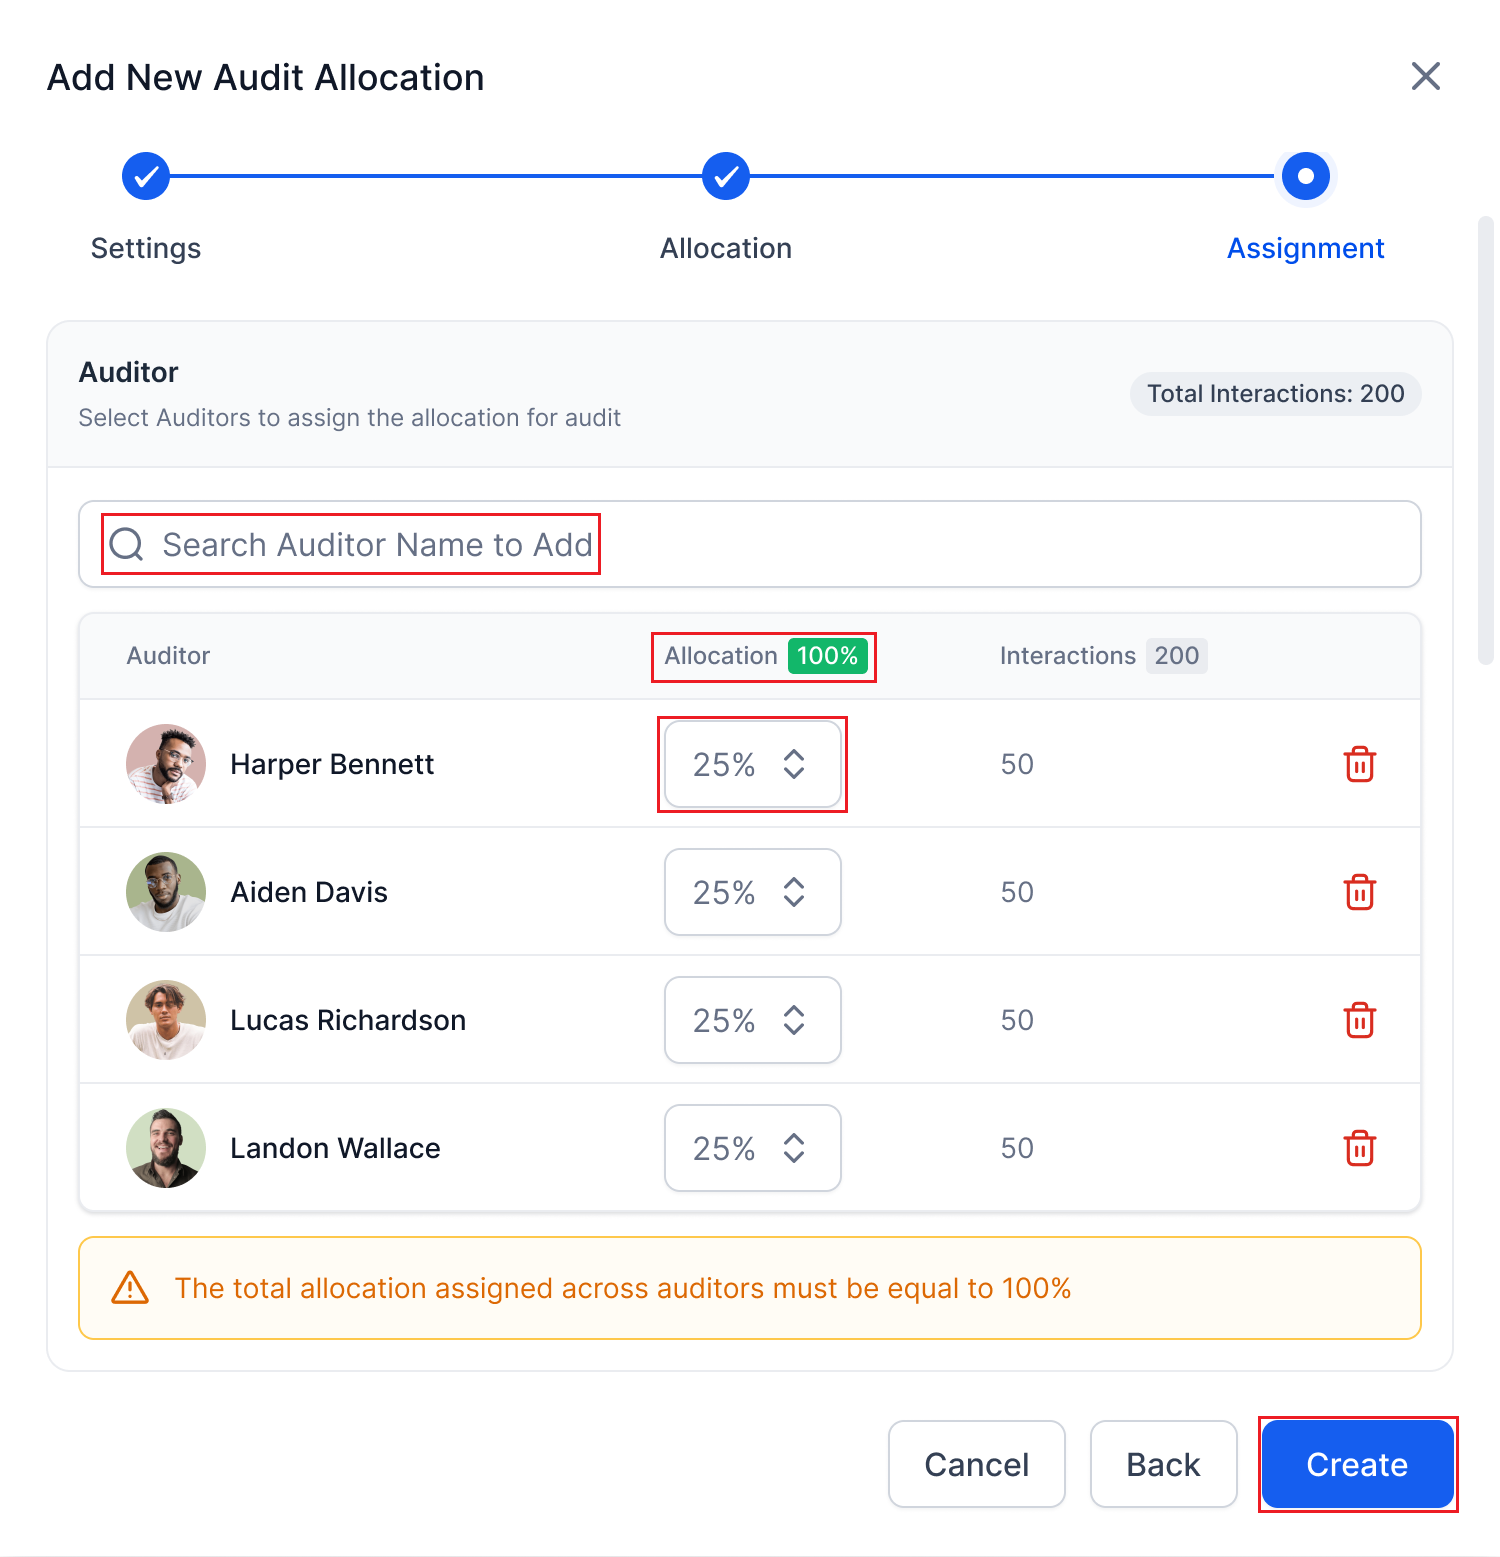 Add New Audit Allocation
Settings
Allocation
Assignment
Auditor
Select Auditors to assign the allocation for audit
Total Interactions: 200
Search Auditor Name to Add
Auditor
Allocation 100%
Interactions 200
Harper Bennett 25% 50
Aiden Davis 25% 50
Lucas Richardson 25% 50
Landon Wallace 25% 50
The total allocation assigned across auditors must be equal to 100%
Cancel
Back
Create